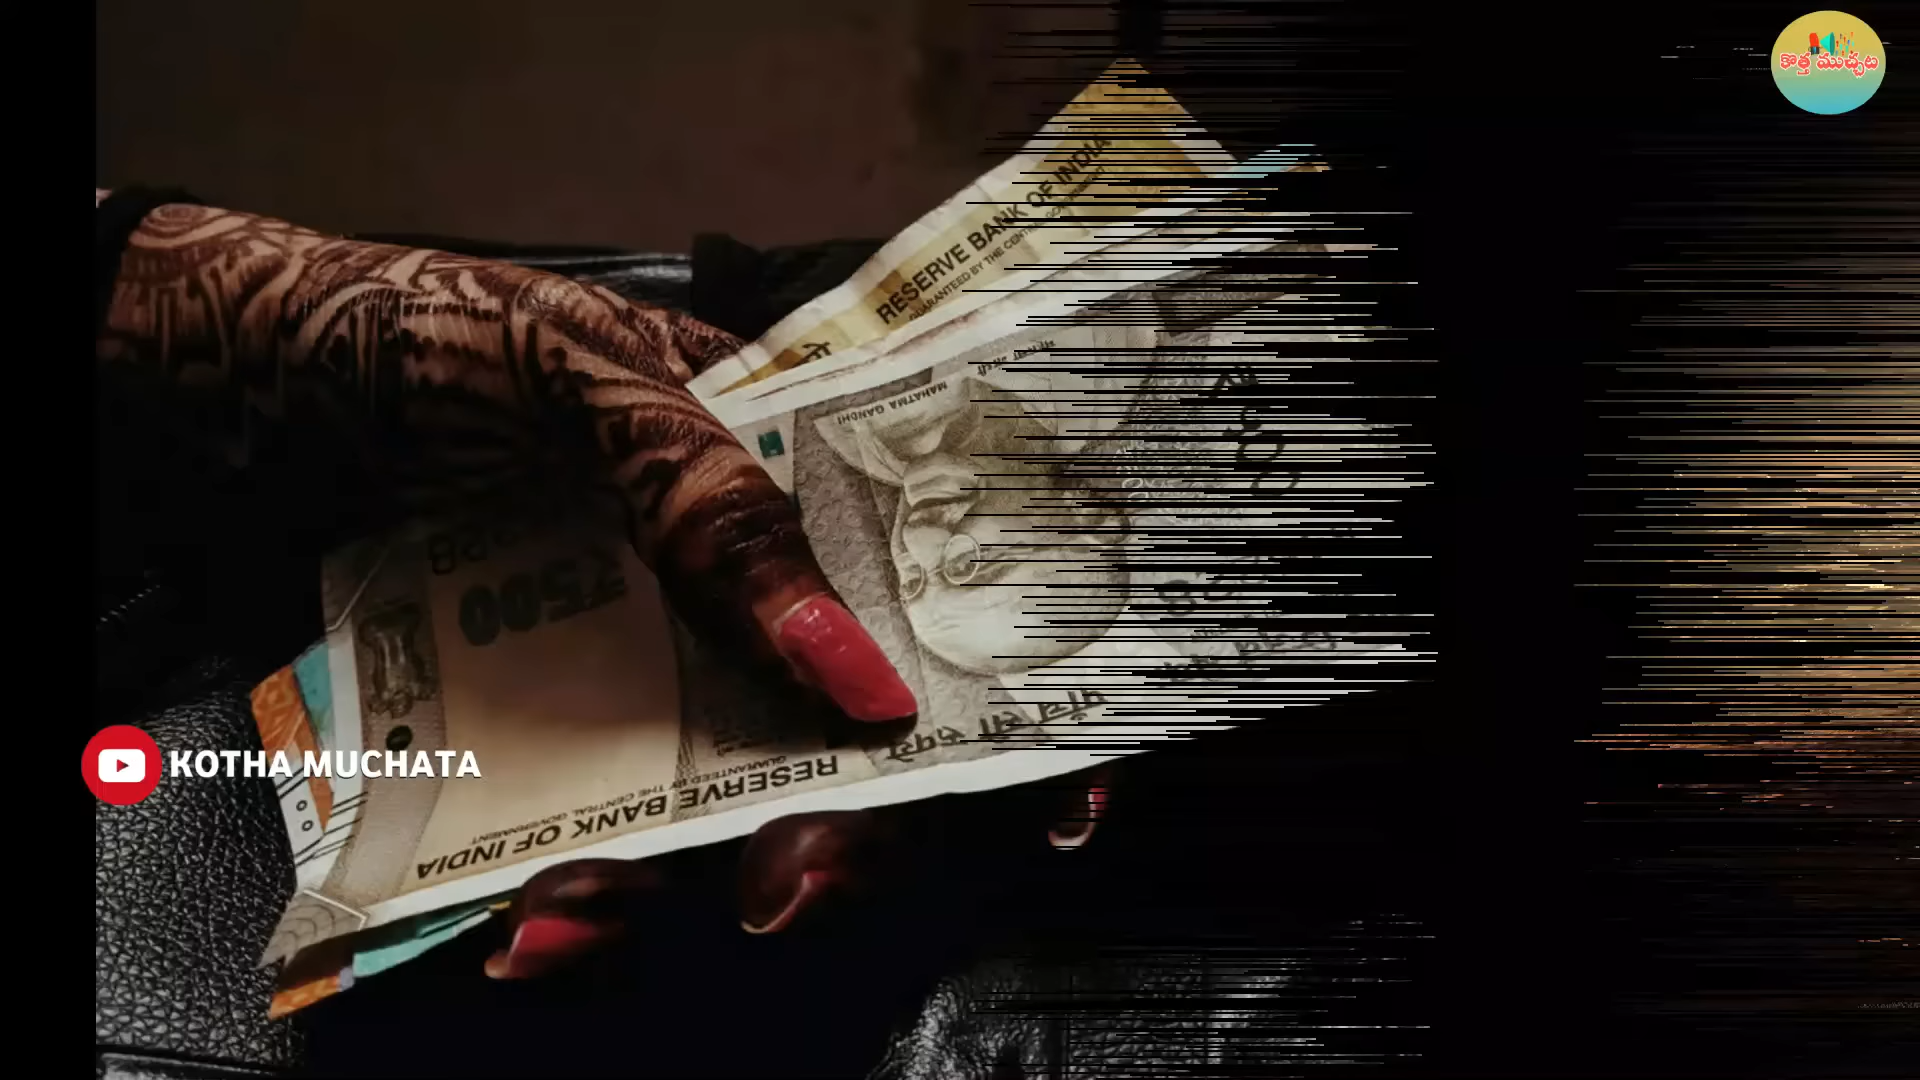 కొత్త ముచ్చట
RESERVE BANK OF INDIA
GUARANTEED BY THE CENTRAL GOVERNMENT
MAHATMA GANDHI
₹500
पाँच सौ रुपये
RESERVE BANK OF INDIA
GUARANTEED BY THE CENTRAL GOVERNMENT
KOTHA MUCHATA